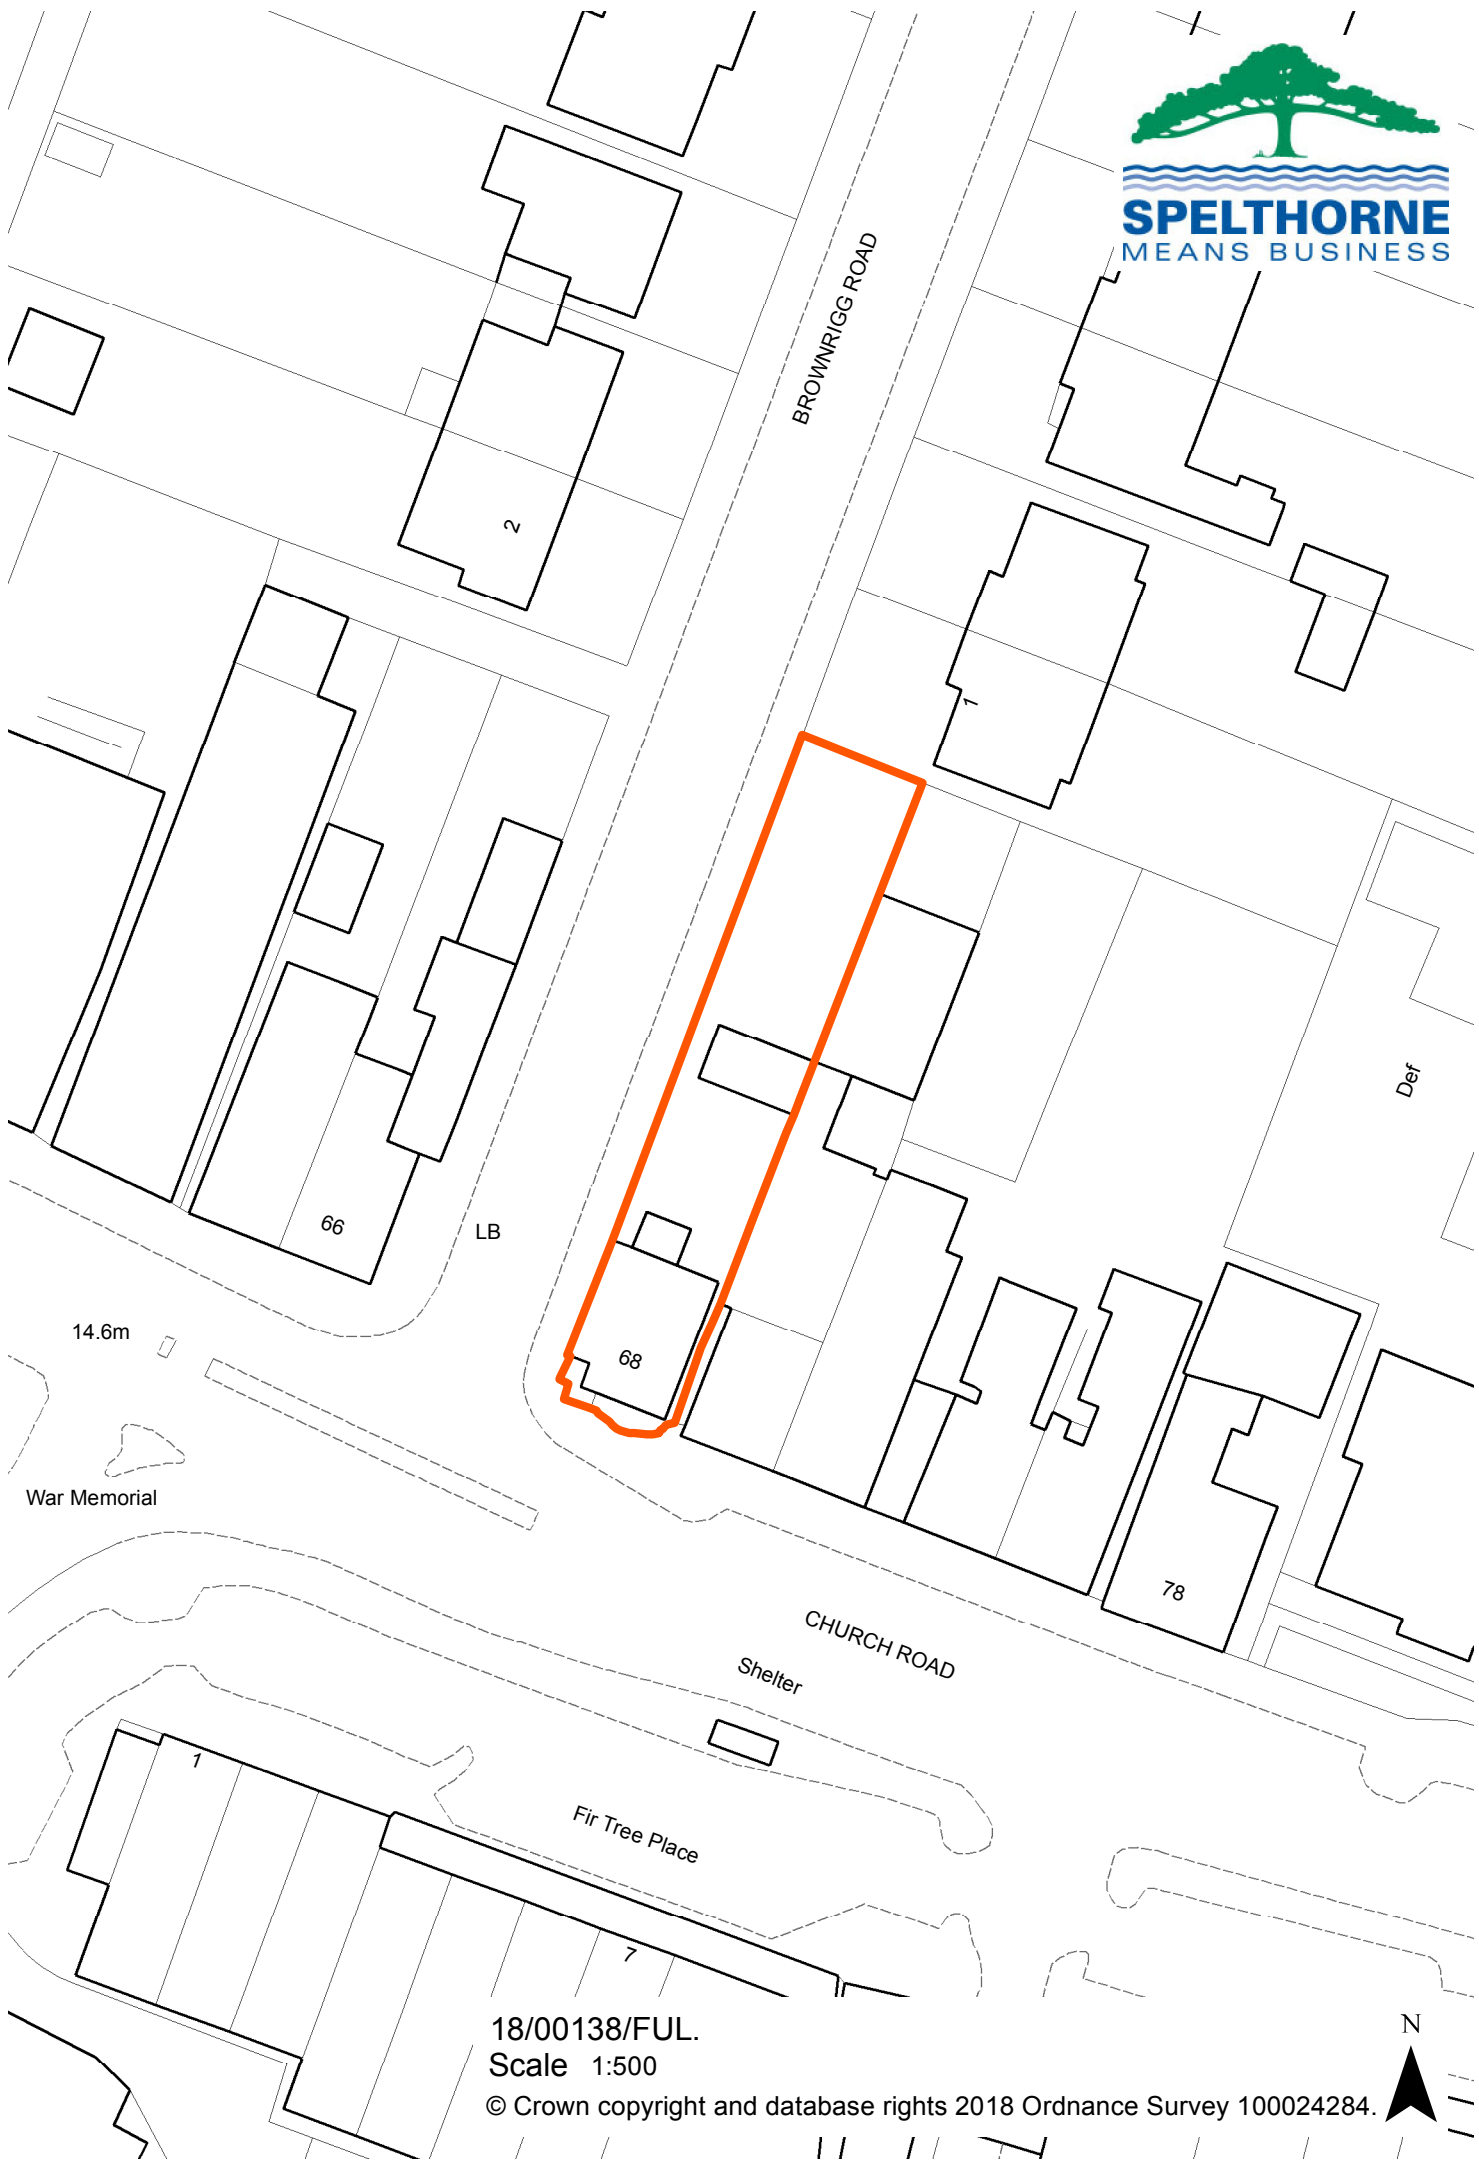 SPELTHORNE
MEANS BUSINESS
BROWNRIGG ROAD
2
1
Def
66
LB
68
14.6m
War Memorial
78
CHURCH ROAD
Shelter
1
Fir Tree Place
7
18/00138/FUL.
Scale 1:500
N
© Crown copyright and database rights 2018 Ordnance Survey 100024284.